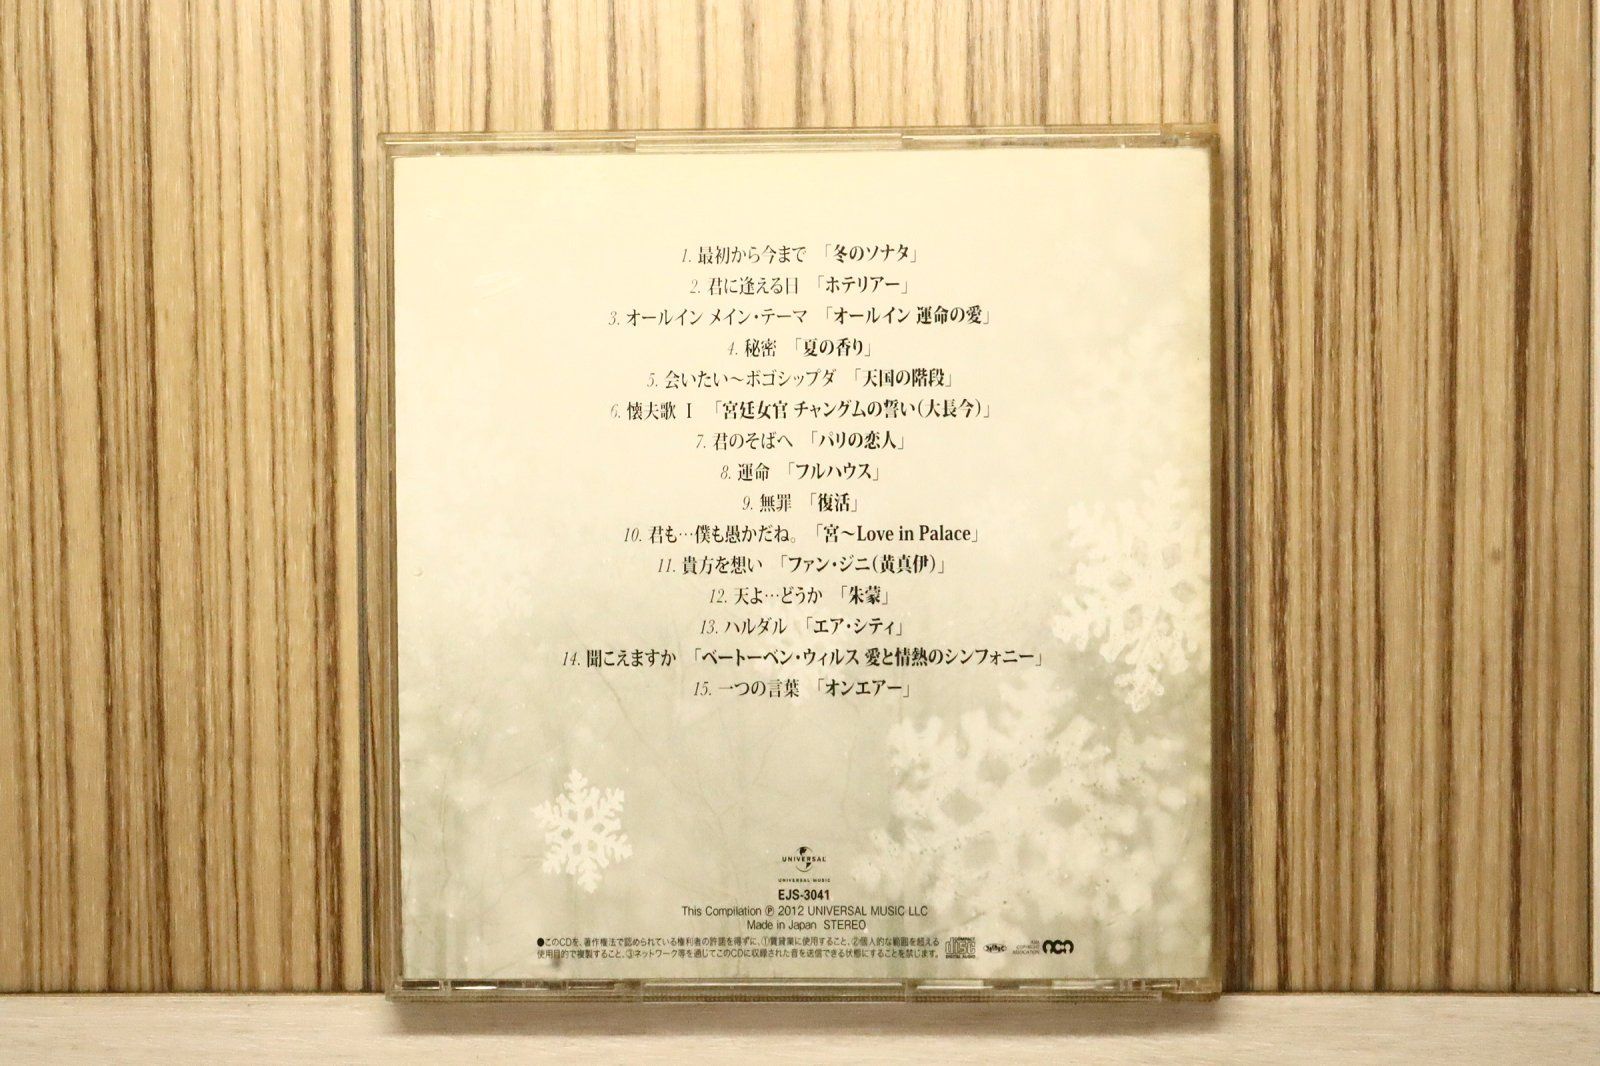 1. 最初から今まで 「冬のソナタ」
2. 君に逢える日 「ホテリアー」
3. オールイン メイン・テーマ 「オールイン 運命の愛」
4. 秘密 「夏の香り」
5. 会いたい～ボゴシップダ 「天国の階段」
6. 懐夫歌 I 「宮廷女官 チャングムの誓い(大長今)」
7. 君のそばへ 「パリの恋人」
8. 運命 「フルハウス」
9. 無罪 「復活」
10. 君も…僕も愚かだね。 「宮～Love in Palace」
11. 貴方を想い 「ファン・ジニ(黄真伊)」
12. 天よ…どうか 「朱蒙」
13. ハルダル 「エア・シティ」
14. 聞こえますか 「ベートーベン・ウィルス 愛と情熱のシンフォニー」
15. 一つの言葉 「オンエアー」
UNIVERSAL
UNIVERSAL MUSIC
EJS-3041
This Compilation ℗ 2012 UNIVERSAL MUSIC LLC
Made in Japan STEREO
●このCDを、著作権法で認められている権利者の許諾を得ずに、①賃貸業に使用すること、②個人的な範囲を超える
使用目的で複製すること、③ネットワーク等を通じてこのCDに収録された音を送信できる状態にすることを禁じます。
COMPACT
disc
DIGITAL AUDIO